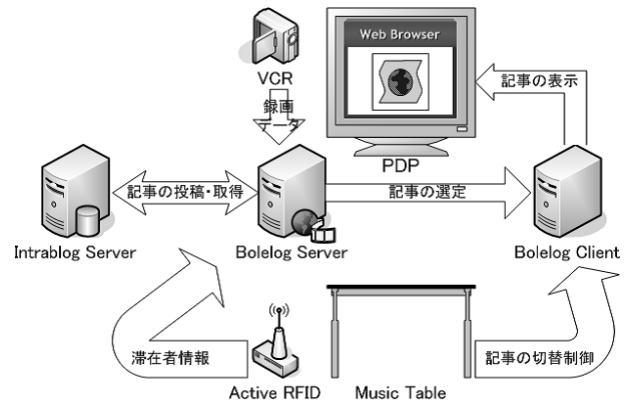 Web Browser
VCR
録画
データ
記事の表示
PDP
記事の投稿・取得
記事の選定
Intrablog Server
Bolelog Server
Bolelog Client
滞在者情報
記事の切替制御
Active RFID
Music Table